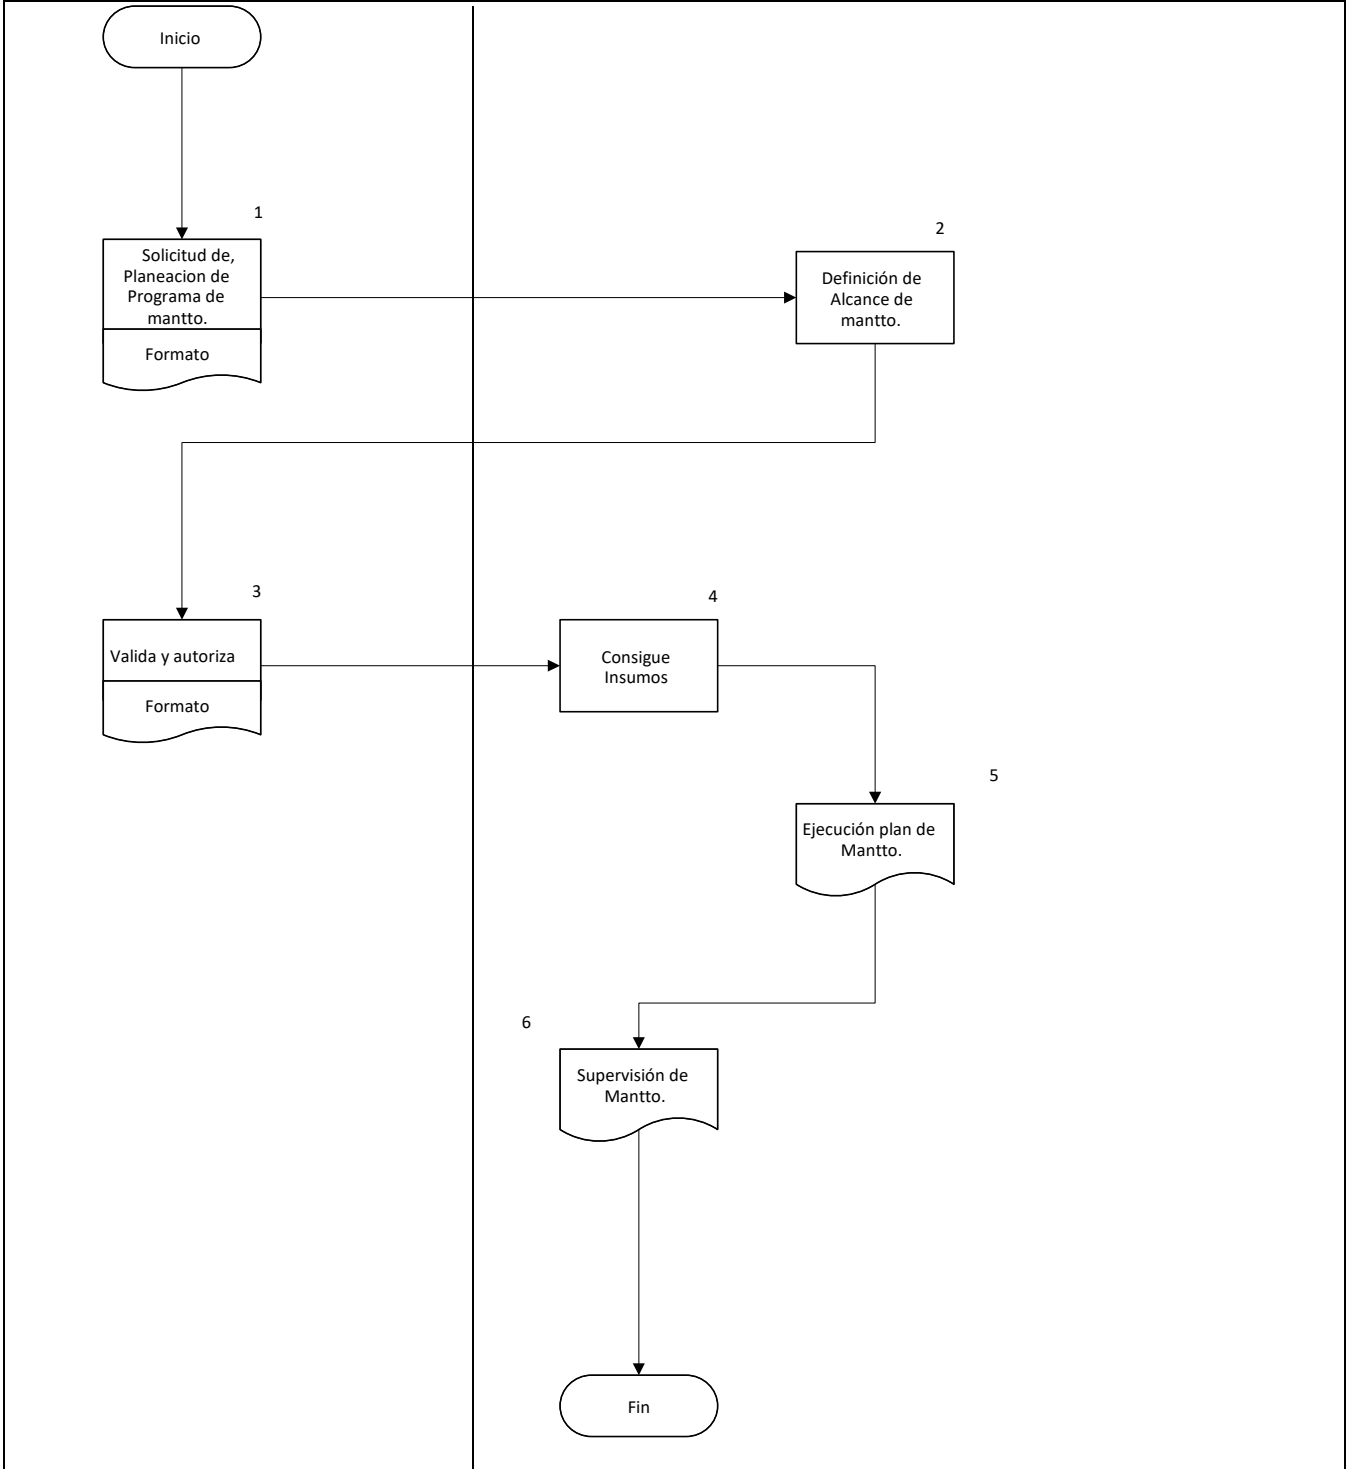 Inicio
1
Solicitud de,
Planeacion de
Programa de
mantto.
Formato
2
Definición de
Alcance de
mantto.
3
Valida y autoriza
Formato
4
Consigue
Insumos
5
Ejecución plan de
Mantto.
6
Supervisión de
Mantto.
Fin